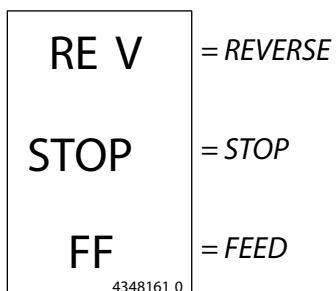 RE V = REVERSE
STOP = STOP
FF = FEED
4348161 0